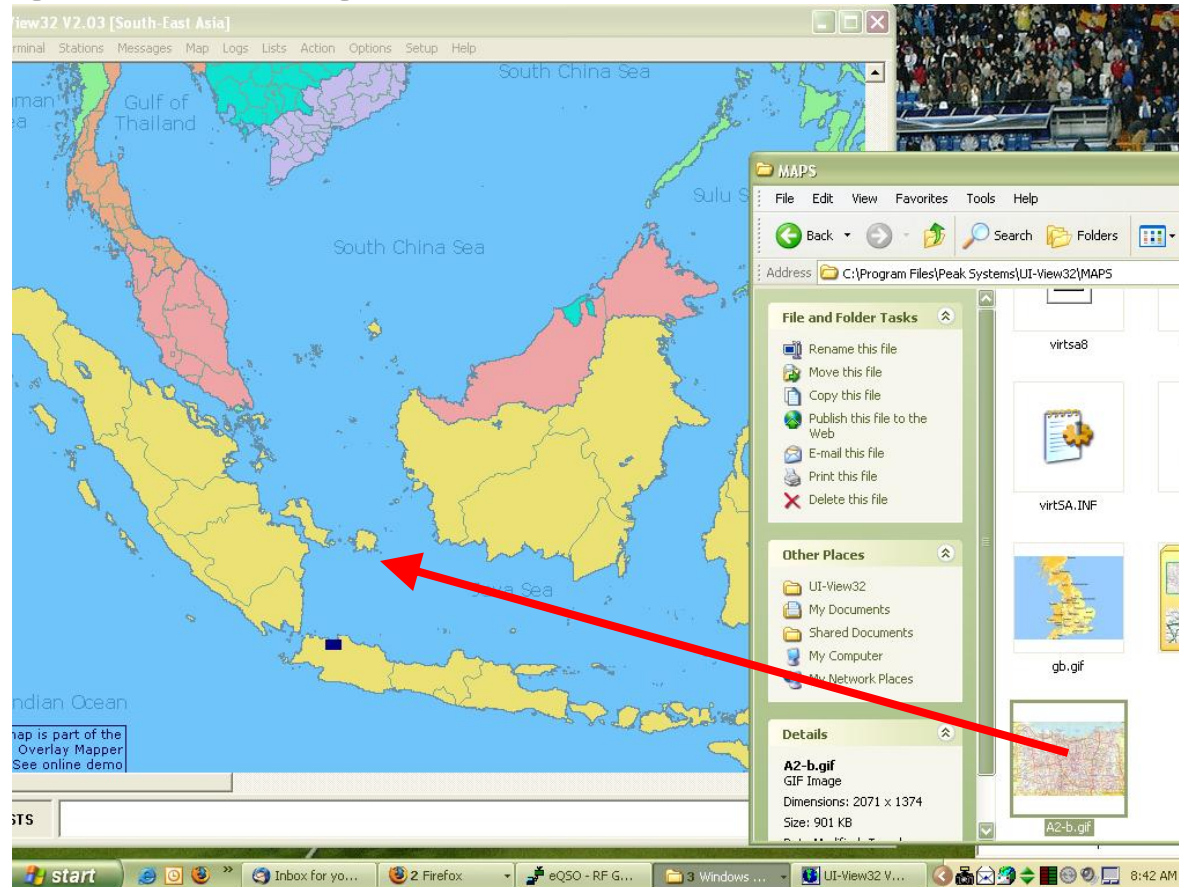 iew32 V2.03 [South-East Asia]
rminal Stations Messages Map Logs Lists Action Options Setup Help
South China Sea
man
ea
Gulf of
Thailand
Sulu S
South China Sea
Java Sea
ndian Ocean
map is part of the
Overlay Mapper
See online demo
STS
MAPS
File Edit View Favorites Tools Help
Back Search Folders
Address C:\Program Files\Peak Systems\UI-View32\MAPS
File and Folder Tasks
Rename this file
Move this file
Copy this file
Publish this file to the
Web
E-mail this file
Print this file
Delete this file
Other Places
UI-View32
My Documents
Shared Documents
My Computer
My Network Places
Details
A2-b.gif
GIF Image
Dimensions: 2071 x 1374
Size: 901 KB
virtsa8
virtSA.INF
gb.gif
A2-b.gif
start » Inbox for yo... 2 Firefox eQSO - RF G... 3 Windows ... UI-View32 V... 8:42 AM